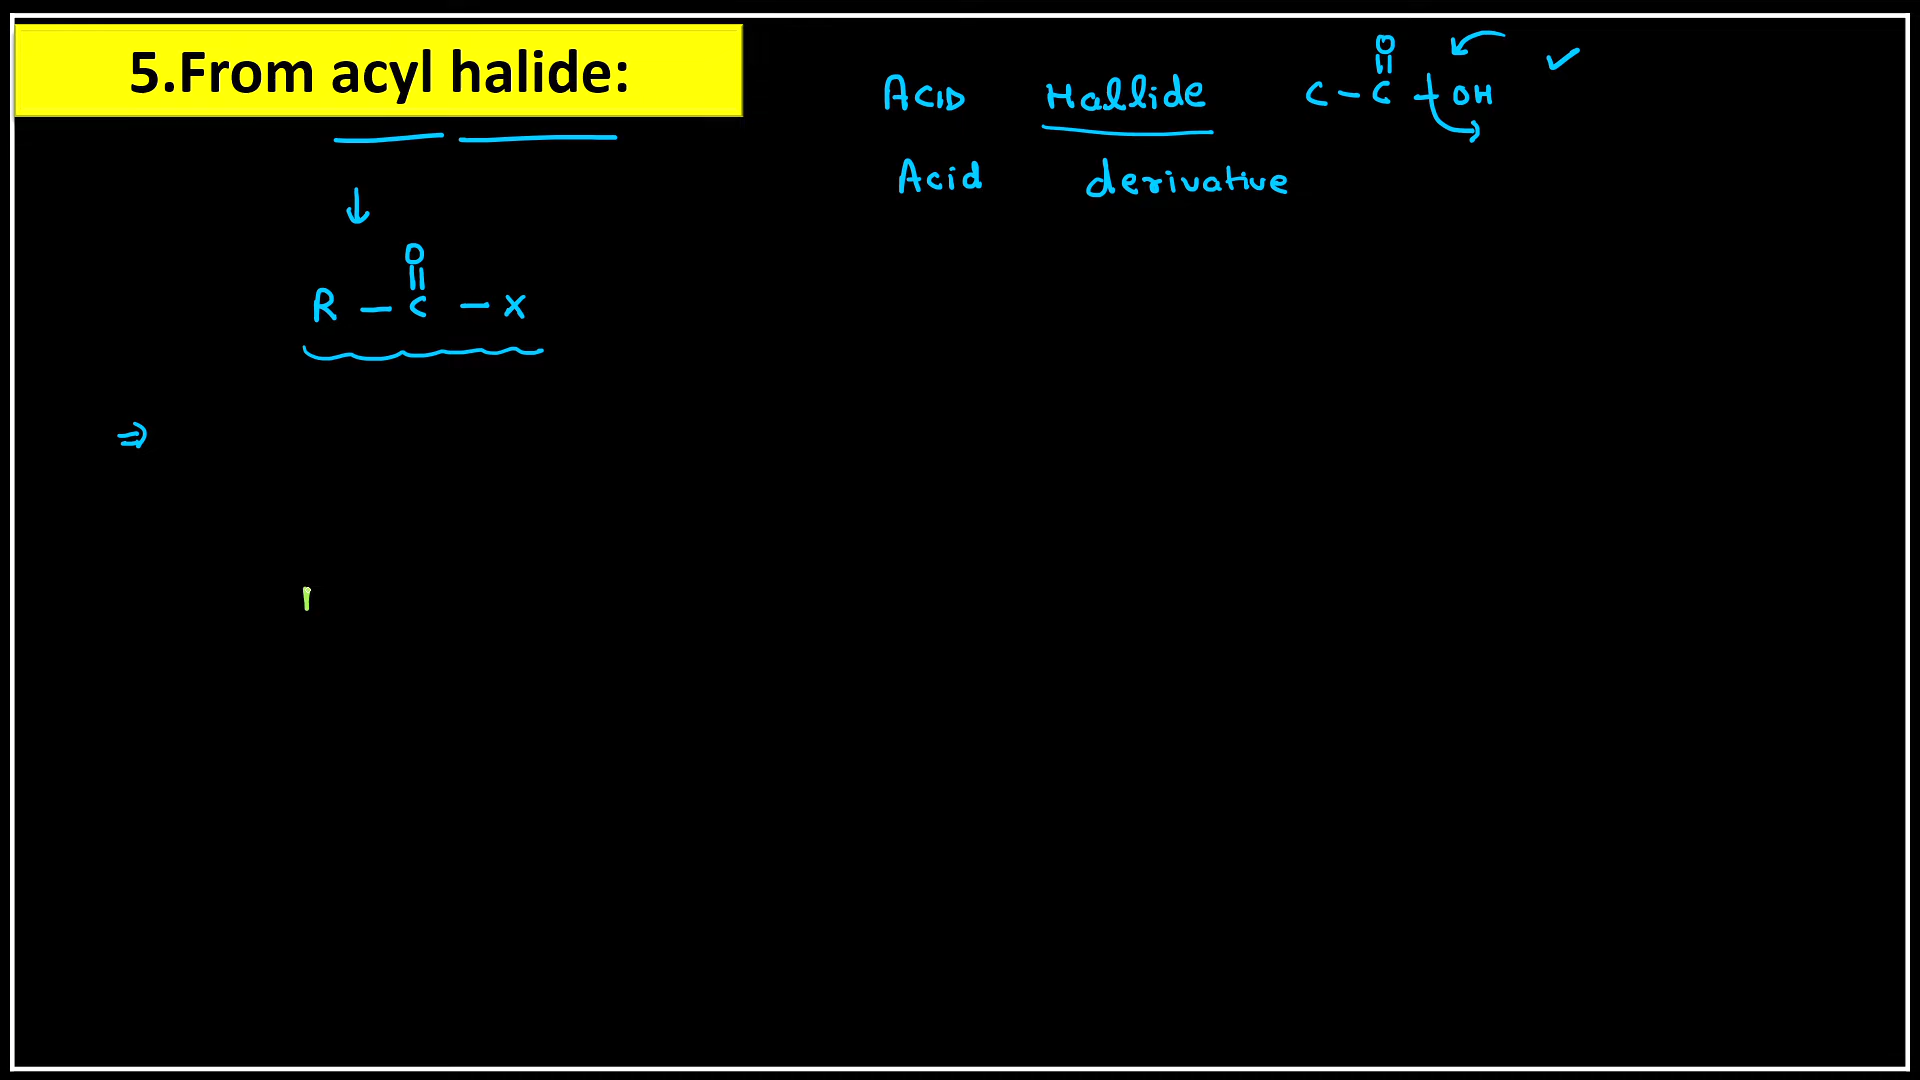 5.From acyl halide:
ACID Hallide
O
C - C - OH
Acid derivative
O
R - C - X
⇒